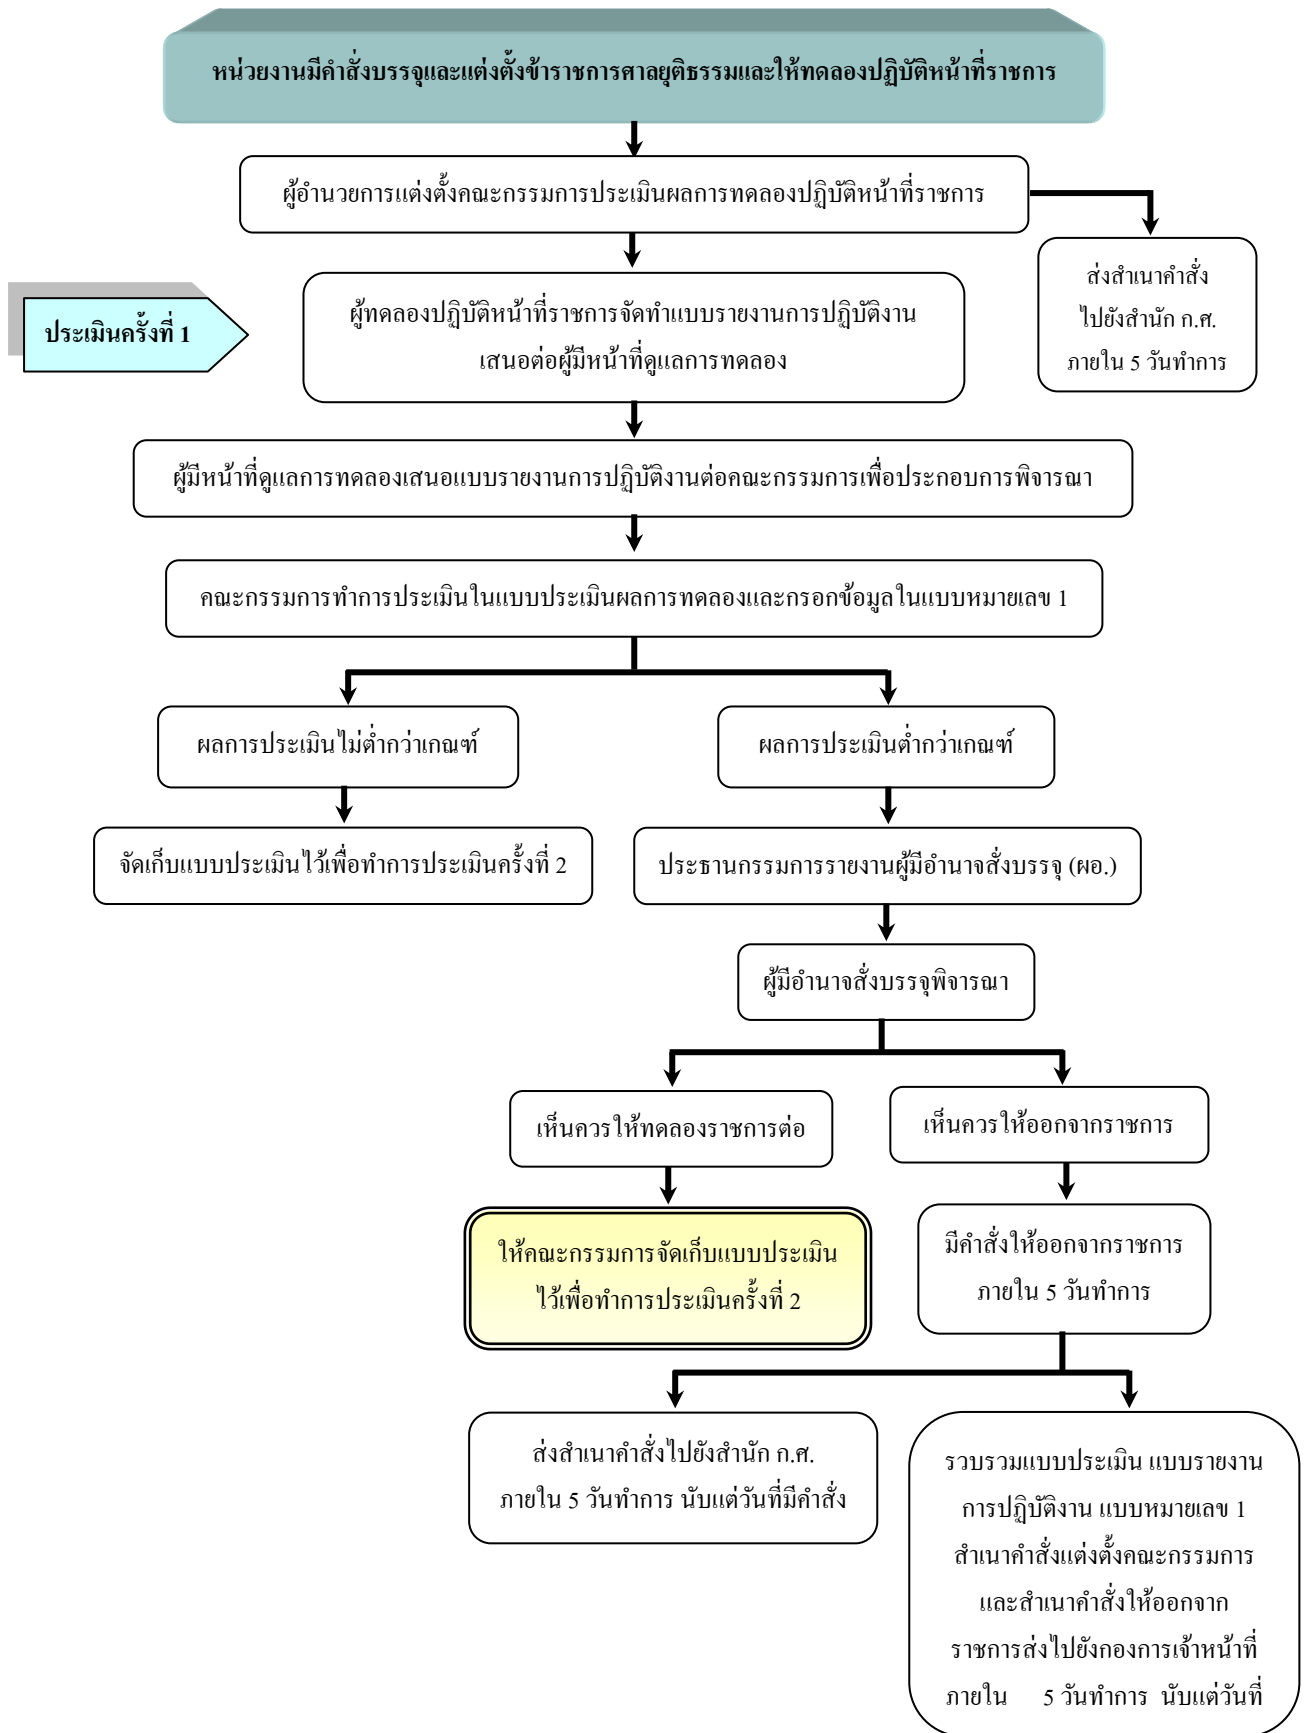 หน่วยงานมีคำสั่งบรรจุและแต่งตั้งข้าราชการศาลยุติธรรมและให้ทดลองปฏิบัติหน้าที่ราชการ
ผู้อำนวยการแต่งตั้งคณะกรรมการประเมินผลการทดลองปฏิบัติหน้าที่ราชการ
ส่งสำเนาคำสั่ง
ไปยังสำนัก ก.ศ.
ภายใน 5 วันทำการ
ประเมินครั้งที่ 1
ผู้ทดลองปฏิบัติหน้าที่ราชการจัดทำแบบรายงานการปฏิบัติงาน
เสนอต่อผู้มีหน้าที่ดูแลการทดลอง
ผู้มีหน้าที่ดูแลการทดลองเสนอแบบรายงานการปฏิบัติงานต่อคณะกรรมการเพื่อประกอบการพิจารณา
คณะกรรมการทำการประเมินในแบบประเมินผลการทดลองและกรอกข้อมูลในแบบหมายเลข 1
ผลการประเมินไม่ต่ำกว่าเกณฑ์
ผลการประเมินต่ำกว่าเกณฑ์
จัดเก็บแบบประเมินไว้เพื่อทำการประเมินครั้งที่ 2
ประธานกรรมการรายงานผู้มีอำนาจสั่งบรรจุ (ผอ.)
ผู้มีอำนาจสั่งบรรจุพิจารณา
เห็นควรให้ทดลองราชการต่อ
เห็นควรให้ออกจากราชการ
ให้คณะกรรมการจัดเก็บแบบประเมิน
ไว้เพื่อทำการประเมินครั้งที่ 2
มีคำสั่งให้ออกจากราชการ
ภายใน 5 วันทำการ
ส่งสำเนาคำสั่งไปยังสำนัก ก.ศ.
ภายใน 5 วันทำการ นับแต่วันที่มีคำสั่ง
รวบรวมแบบประเมิน แบบรายงาน
การปฏิบัติงาน แบบหมายเลข 1
สำเนาคำสั่งแต่งตั้งคณะกรรมการ
และสำเนาคำสั่งให้ออกจาก
ราชการส่งไปยังกองการเจ้าหน้าที่
ภายใน 5 วันทำการ นับแต่วันที่